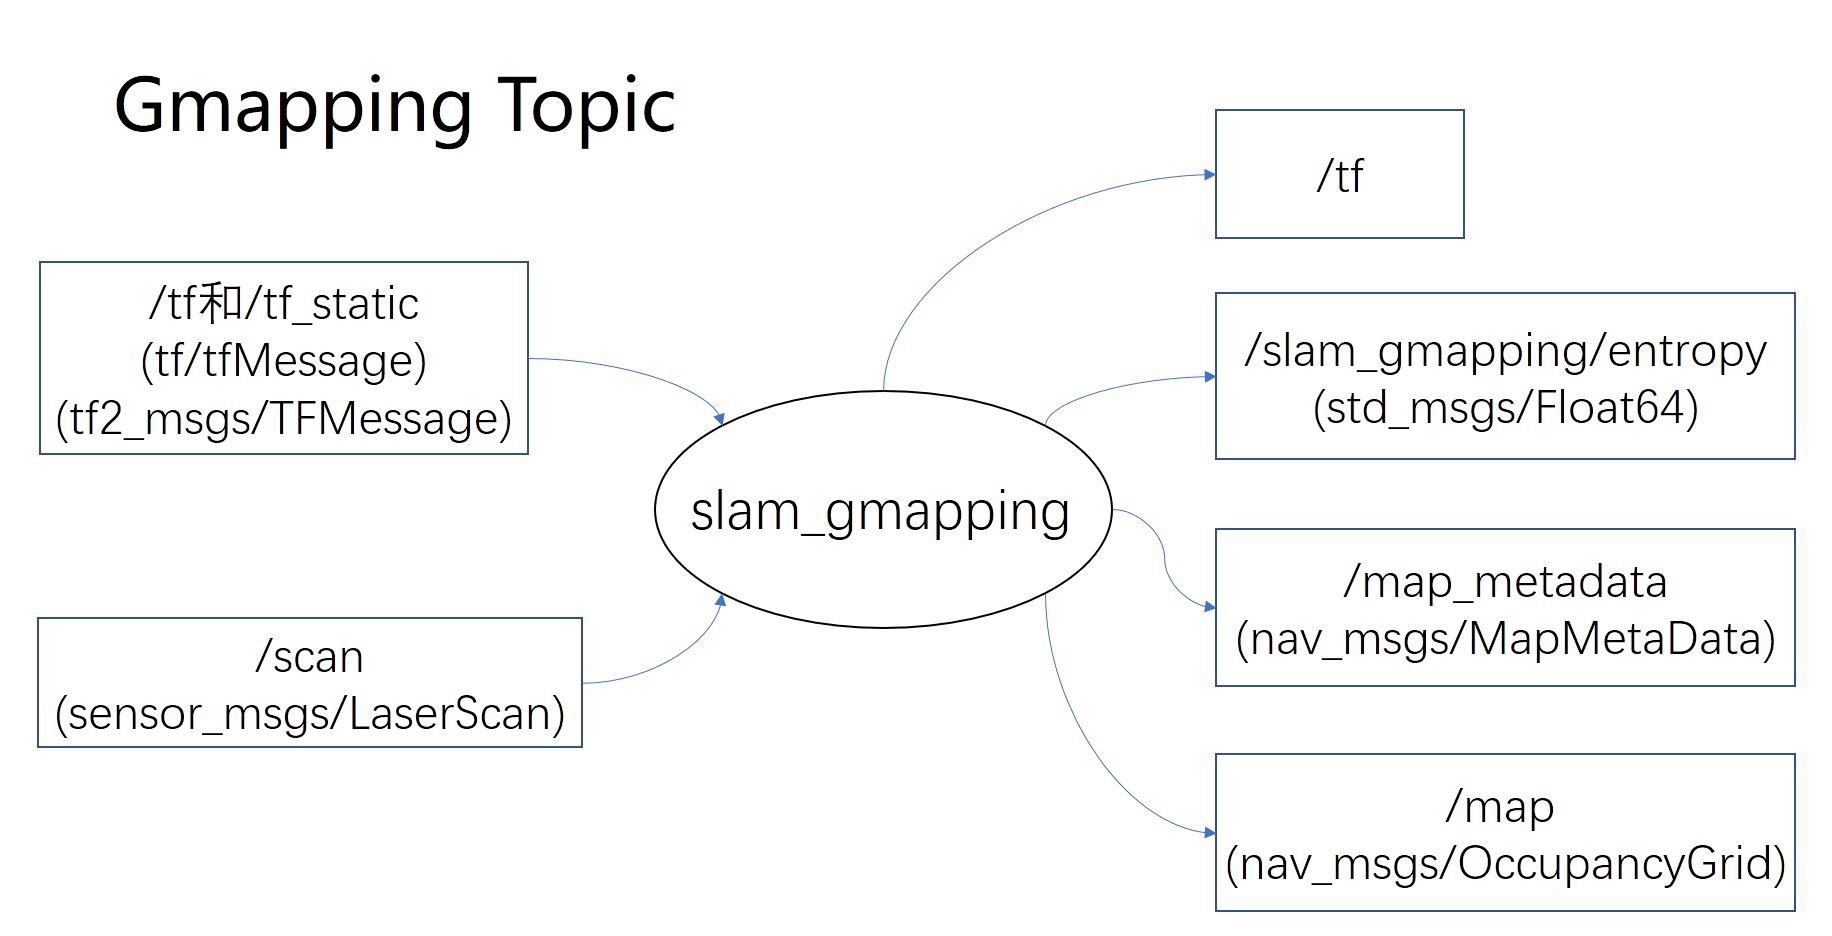 Gmapping Topic
/tf和/tf_static
(tf/tfMessage)
(tf2_msgs/TFMessage)
/scan
(sensor_msgs/LaserScan)
slam_gmapping
/tf
/slam_gmapping/entropy
(std_msgs/Float64)
/map_metadata
(nav_msgs/MapMetaData)
/map
(nav_msgs/OccupancyGrid)